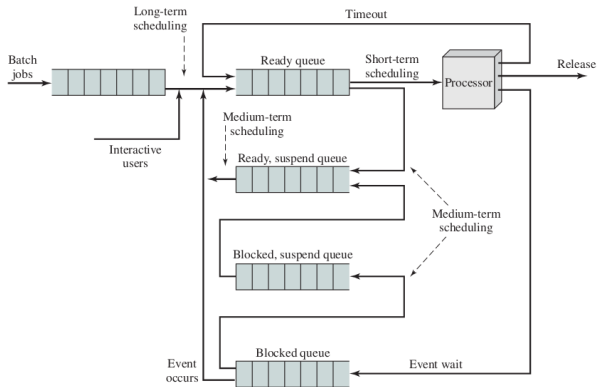 Long-term
scheduling
Timeout
Batch
jobs
Ready queue
Short-term
scheduling
Processor
Release
Interactive
users
Medium-term
scheduling
Ready, suspend queue
Medium-term
scheduling
Blocked, suspend queue
Blocked queue
Event
occurs
Event wait